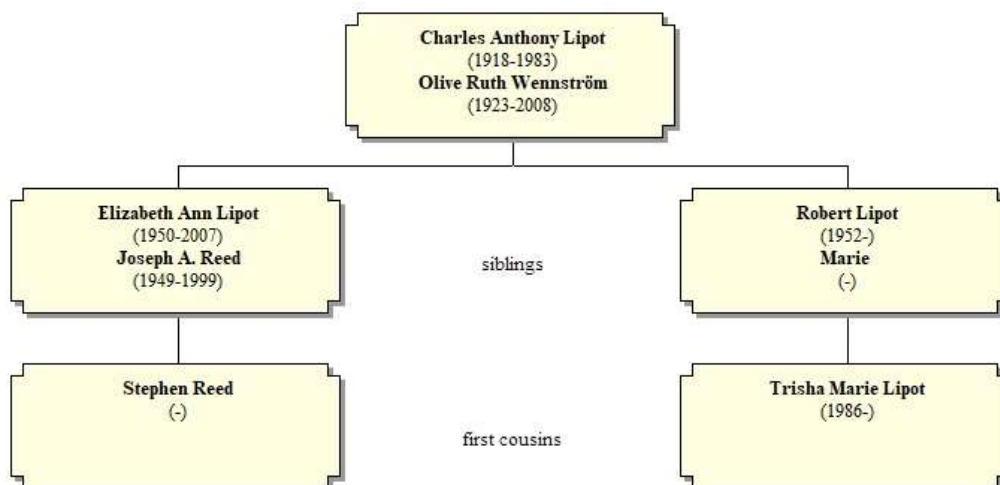 Charles Anthony Lipot
(1918-1983)
Olive Ruth Wennström
(1923-2008)
Elizabeth Ann Lipot
(1950-2007)
Joseph A. Reed
(1949-1999)
siblings
Robert Lipot
(1952-)
Marie
(-)
Stephen Reed
(-)
first cousins
Trisha Marie Lipot
(1986-)